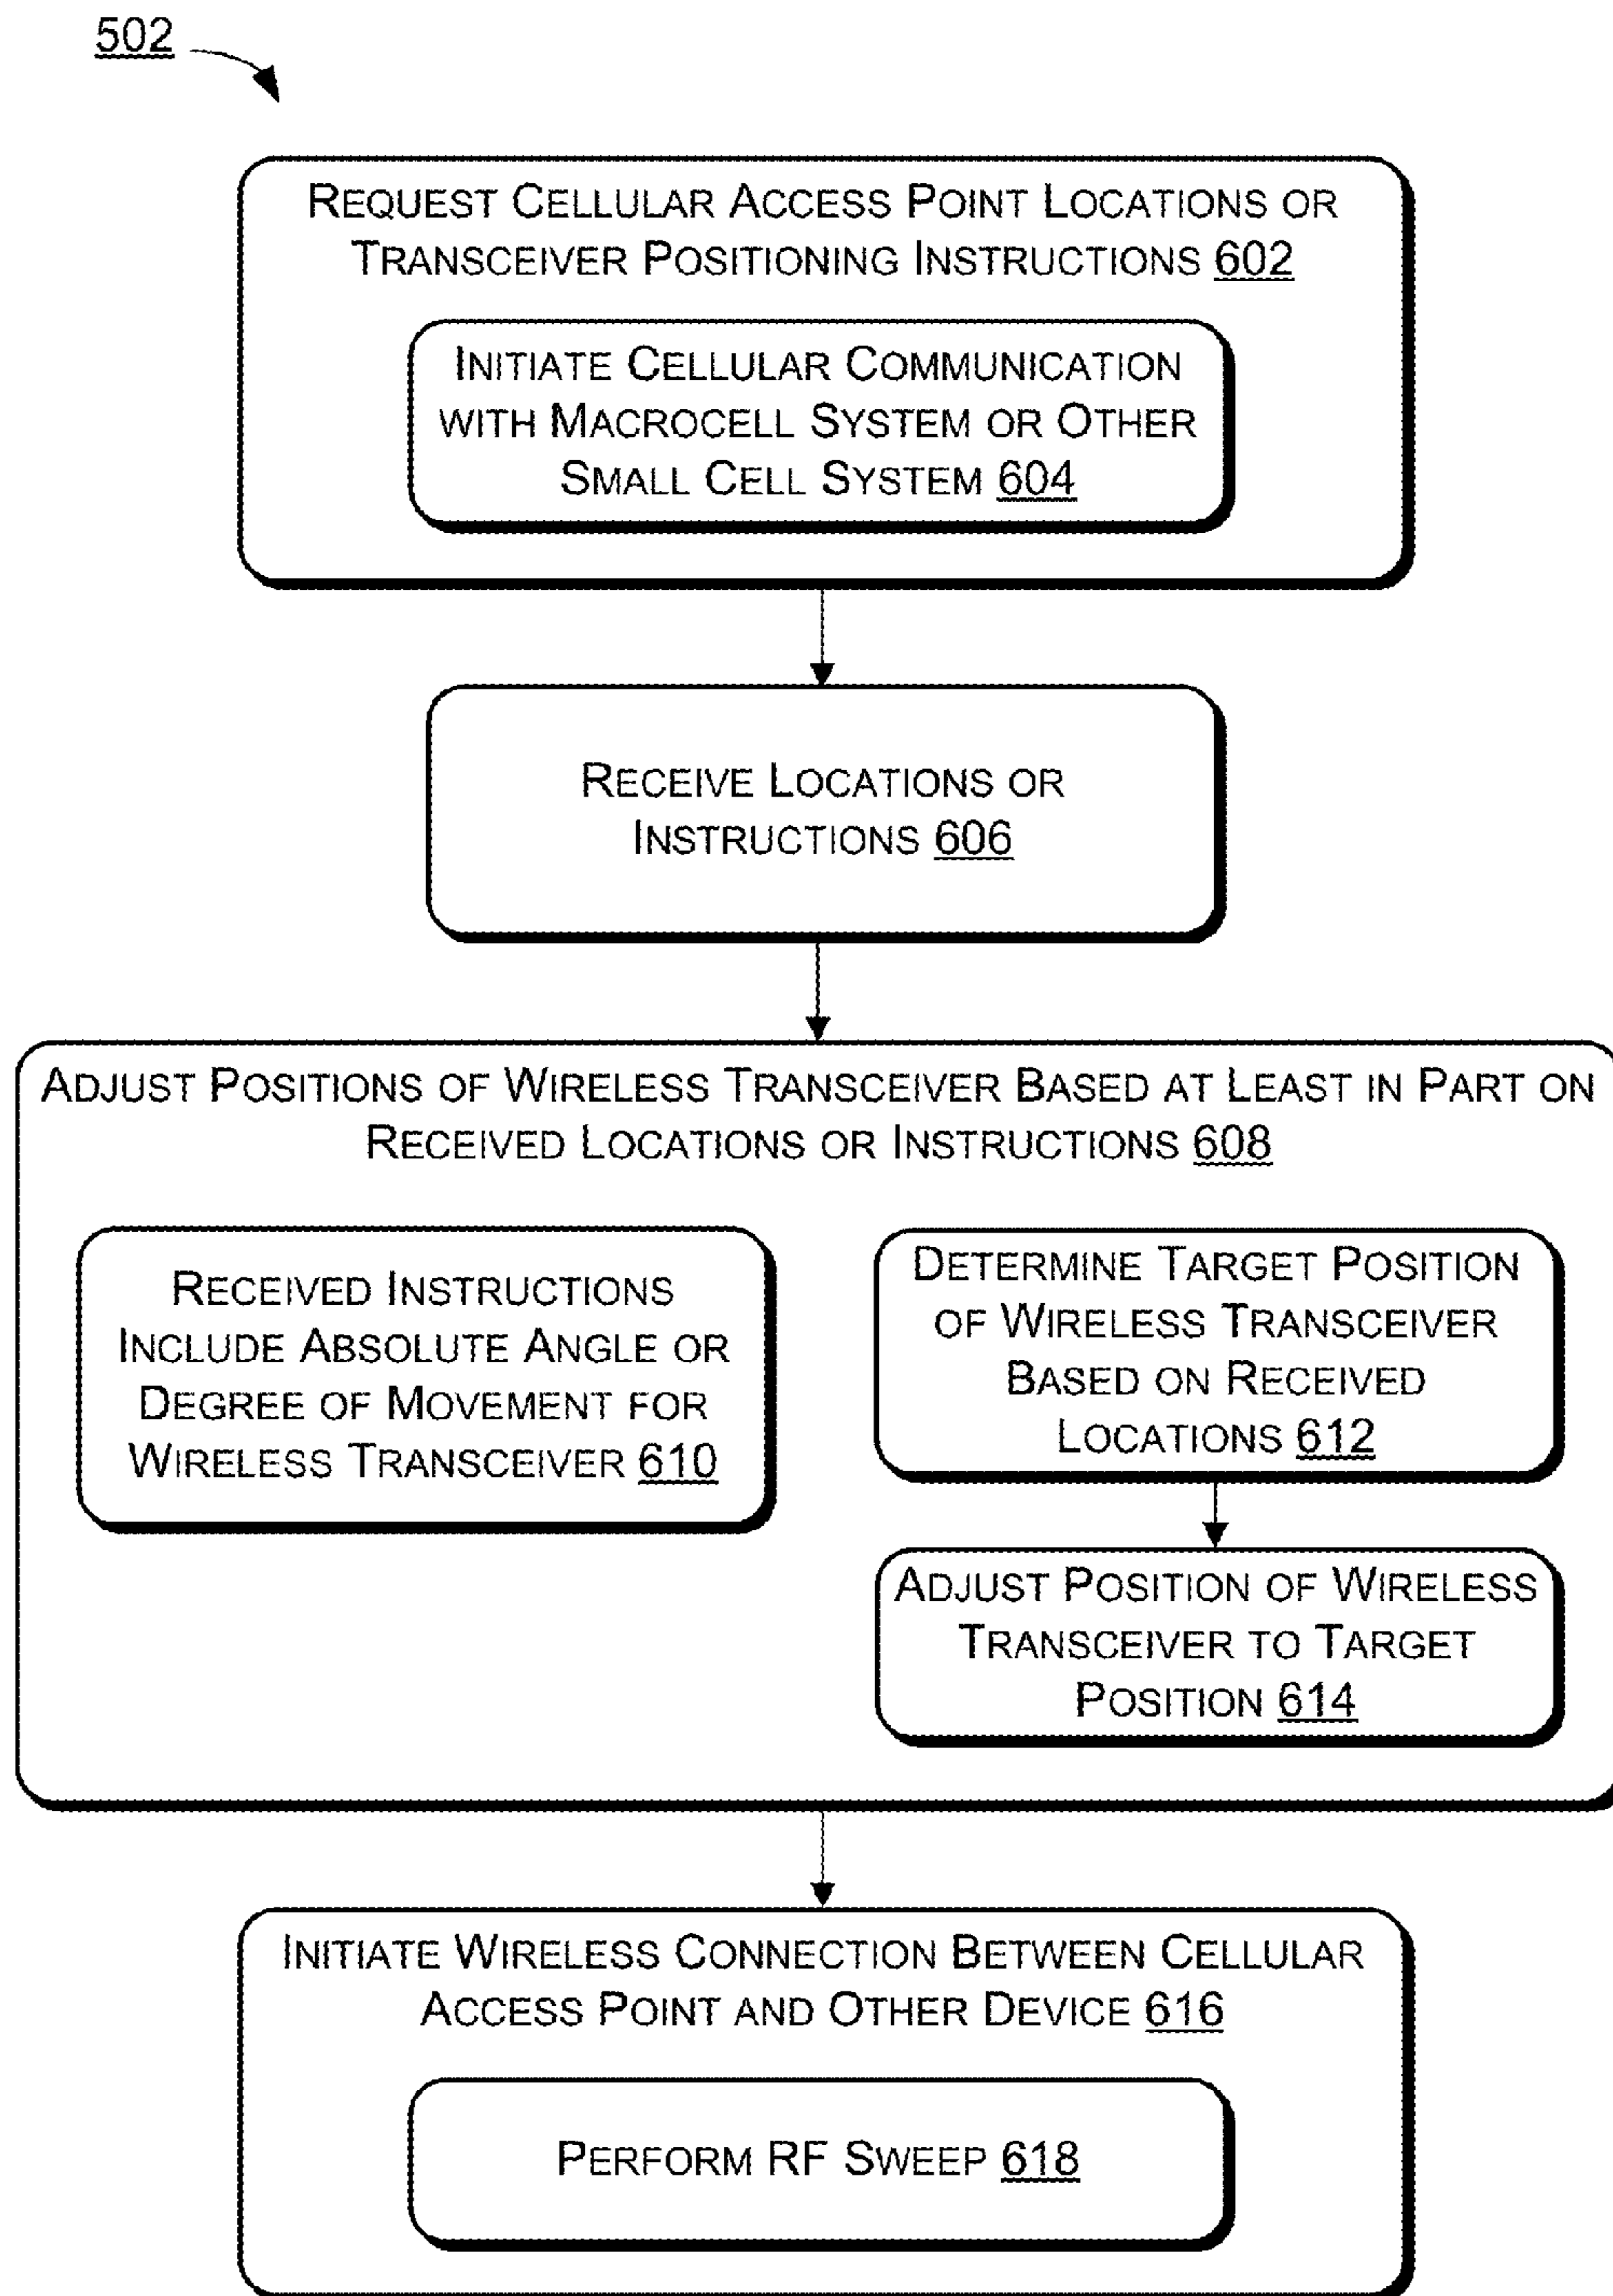 502
REQUEST CELLULAR ACCESS POINT LOCATIONS OR
TRANSCEIVER POSITIONING INSTRUCTIONS 602
INITIATE CELLULAR COMMUNICATION
WITH MACROCELL SYSTEM OR OTHER
SMALL CELL SYSTEM 604
RECEIVE LOCATIONS OR
INSTRUCTIONS 606
ADJUST POSITIONS OF WIRELESS TRANSCEIVER BASED AT LEAST IN PART ON
RECEIVED LOCATIONS OR INSTRUCTIONS 608
RECEIVED INSTRUCTIONS
INCLUDE ABSOLUTE ANGLE OR
DEGREE OF MOVEMENT FOR
WIRELESS TRANSCEIVER 610
DETERMINE TARGET POSITION
OF WIRELESS TRANSCEIVER
BASED ON RECEIVED
LOCATIONS 612
ADJUST POSITION OF WIRELESS
TRANSCEIVER TO TARGET
POSITION 614
INITIATE WIRELESS CONNECTION BETWEEN CELLULAR
ACCESS POINT AND OTHER DEVICE 616
PERFORM RF SWEEP 618